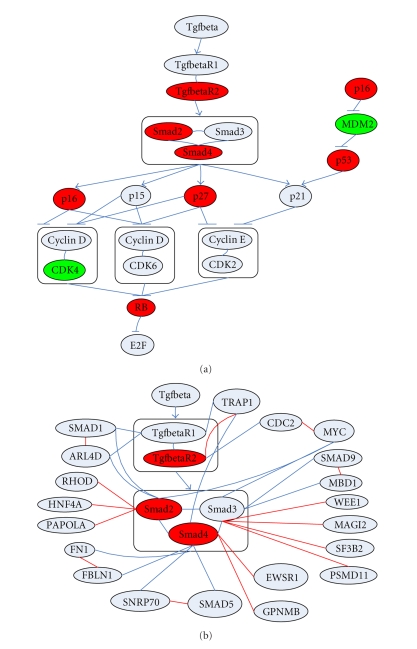 Tgfbeta
TgfbetaR1
TgfbetaR2
p16
MDM2
Smad2
Smad3
Smad4
p53
p16
p15
p27
p21
Cyclin D
Cyclin D
Cyclin E
CDK4
CDK6
CDK2
RB
E2F
(a)
Tgfbeta
TRAP1
SMAD1
TgfbetaR1
CDC2
MYC
ARL4D
TgfbetaR2
SMAD9
RHOD
MBD1
HNF4A
Smad2
Smad3
WEE1
PAPOLA
Smad4
MAGI2
FN1
SF3B2
FBLN1
EWSR1
PSMD11
SNRP70
SMAD5
GPNMB
(b)